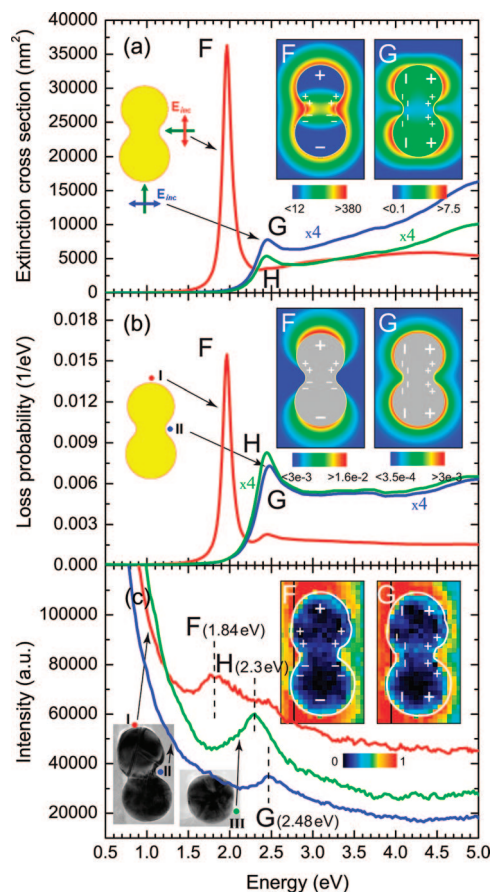 40000
35000
30000
25000
20000
15000
10000
5000
0
Extinction cross section (nm²)
(a)
F
E inc
E inc
G
H
x4
x4
F
+
+ +
+ +
− −
−
<12 >380
G
+
+
<0.1 >7.5
0.018
0.015
0.012
0.009
0.006
0.003
0.000
Loss probability (1/eV)
(b)
F
I
II
H
G
x4
x4
F
+
−
<3e-3 >1.6e-2
G
+
+
<3.5e-4 >3e-3
100000
80000
60000
40000
20000
Intensity (a.u.)
(c)
F(1.84eV)
H(2.3eV)
G(2.48eV)
I
II
III
F
+
−
G
+
+
0 1
0.5 1.0 1.5 2.0 2.5 3.0 3.5 4.0 4.5 5.0
Energy (eV)